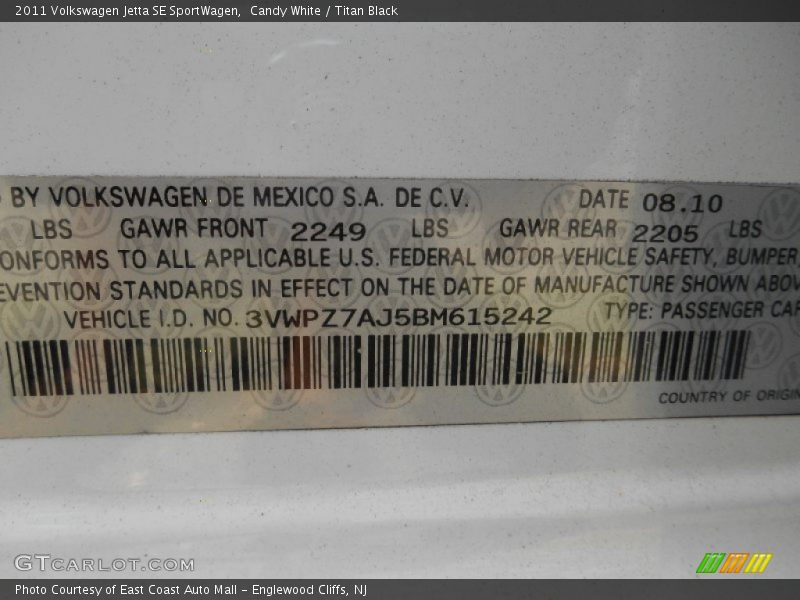 2011 Volkswagen Jetta SE SportWagen,  Candy White / Titan Black
BY VOLKSWAGEN DE MEXICO S.A. DE C.V. DATE 08.10
LBS GAWR FRONT 2249 LBS GAWR REAR 2205 LBS
ONFORMS TO ALL APPLICABLE U.S. FEDERAL MOTOR VEHICLE SAFETY, BUMPER,
EVENTION STANDARDS IN EFFECT ON THE DATE OF MANUFACTURE SHOWN ABOV
VEHICLE I.D. NO. 3VWPZ7AJ5BM615242 TYPE: PASSENGER CAR
COUNTRY OF ORIGIN
GTCARLOT.COM
Photo Courtesy of East Coast Auto Mall – Englewood Cliffs, NJ